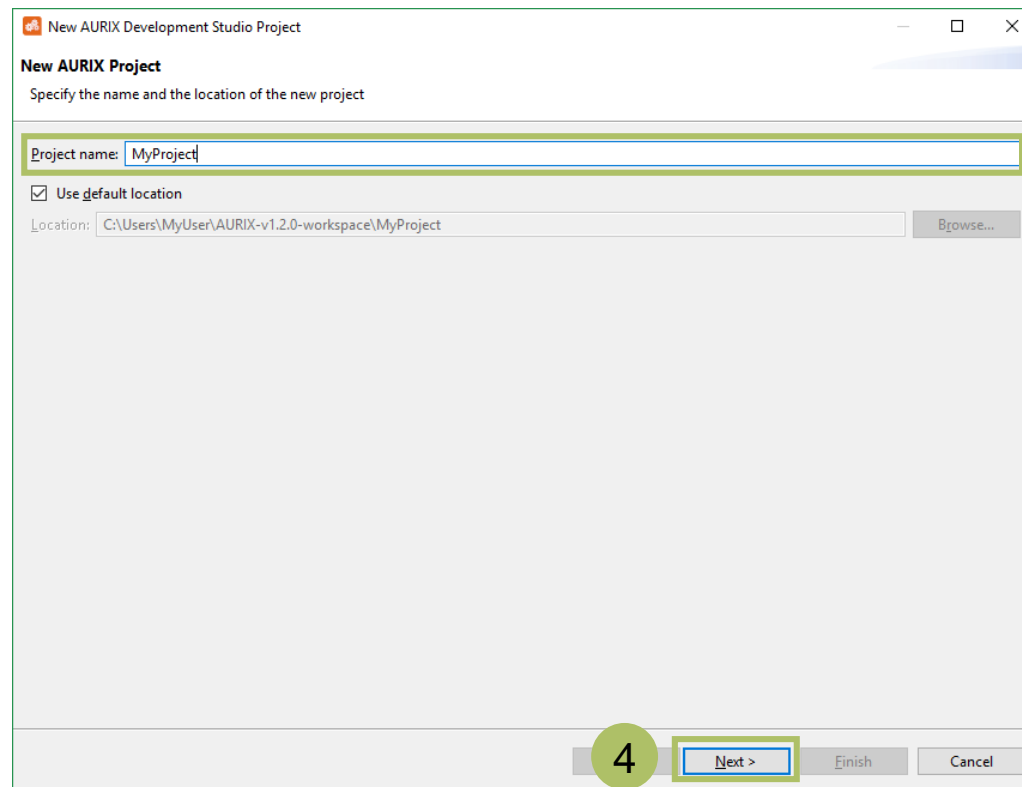 New AURIX Development Studio Project
New AURIX Project
Specify the name and the location of the new project
Project name: MyProject
Use default location
Location: C:\Users\MyUser\AURIX-v1.2.0-workspace\MyProject Browse...
4 Next > Finish Cancel